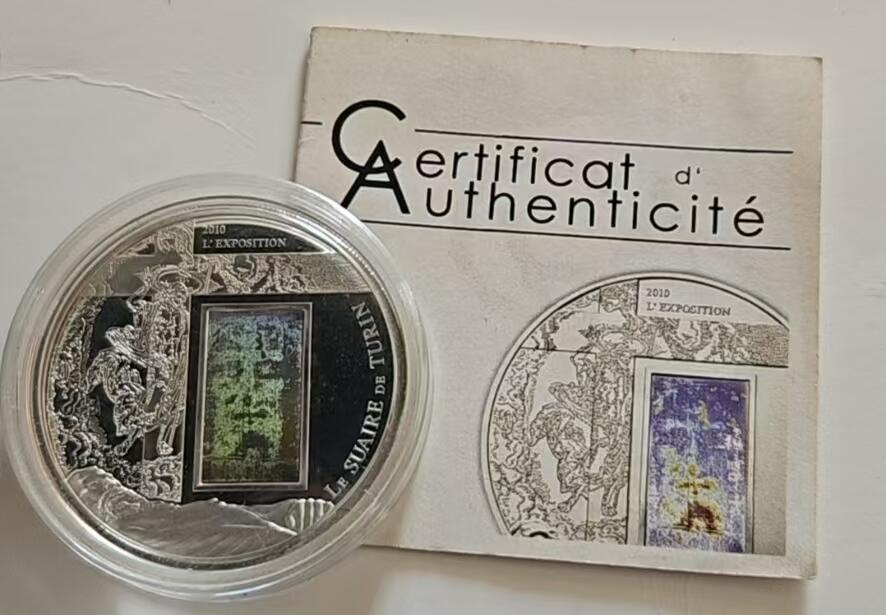 Certificat d'
Authenticité
2010
L' EXPOSITION
LE SUAIRE DE TURIN
2010
L' EXPOSITION